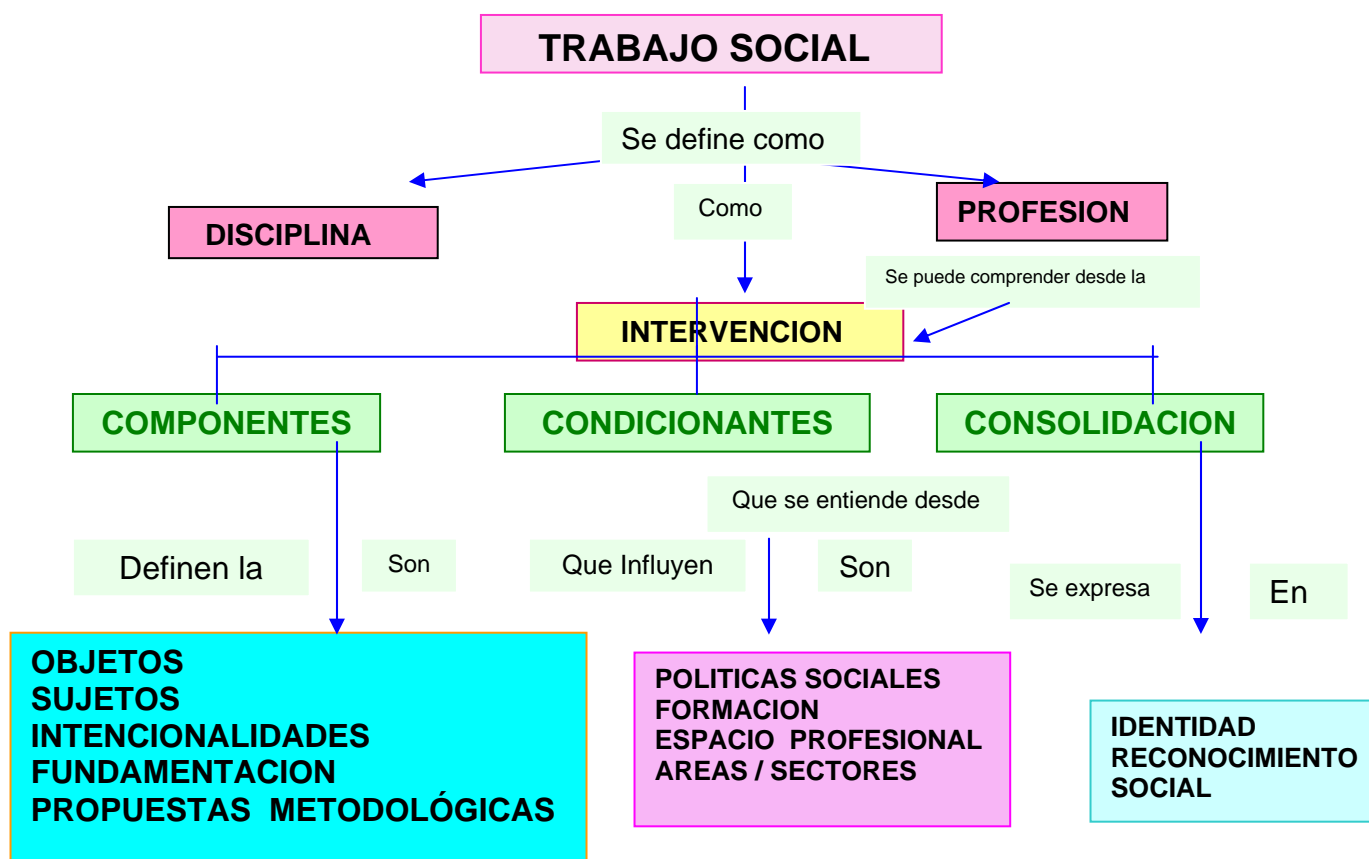 TRABAJO SOCIAL
Se define como
DISCIPLINA
Como
PROFESION
Se puede comprender desde la
INTERVENCION
COMPONENTES
CONDICIONANTES
CONSOLIDACION
Que se entiende desde
Definen la
Son
Que Influyen
Son
Se expresa
En
OBJETOS
SUJETOS
INTENCIONALIDADES
FUNDAMENTACION
PROPUESTAS METODOLÓGICAS
POLITICAS SOCIALES
FORMACION
ESPACIO PROFESIONAL
AREAS / SECTORES
IDENTIDAD
RECONOCIMIENTO
SOCIAL